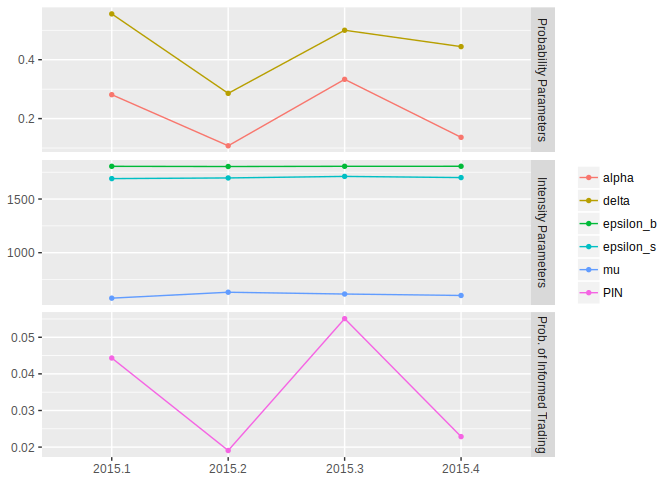 0.4
0.2
Probability Parameters
1500
1000
Intensity Parameters
0.05
0.04
0.03
0.02
Prob. of Informed Trading
2015.1
2015.2
2015.3
2015.4
alpha
delta
epsilon_b
epsilon_s
mu
PIN